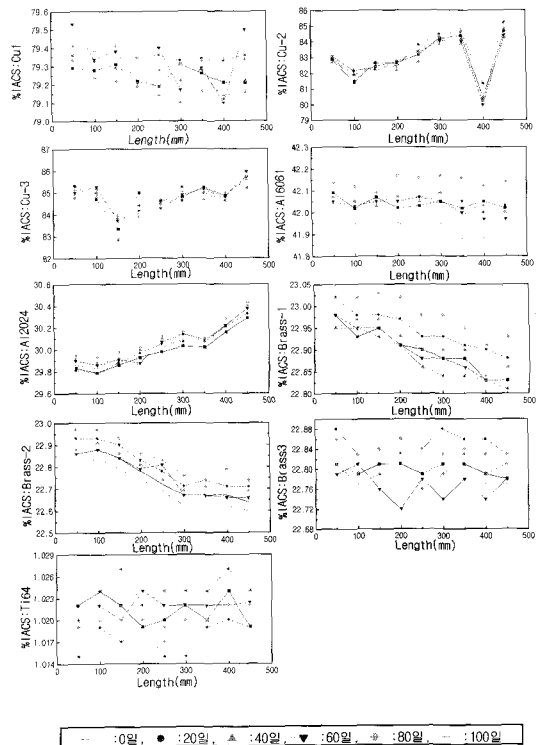 %IACS:Cu1
79.6
79.5
79.4
79.3
79.2
79.1
79.0
0 100 200 300 400 500
Length(mm)
%IACS:Cu-2
86
85
84
83
82
81
80
79
0 100 200 300 400 500
Length(mm)
%IACS:Cu-3
87
86
85
84
83
82
0 100 200 300 400 500
Length(mm)
%IACS:Al6061
42.3
42.2
42.1
42.0
41.9
41.8
0 100 200 300 400 500
Length(mm)
%IACS:Al2024
30.6
30.4
30.2
30.0
29.8
29.6
0 100 200 300 400 500
Length(mm)
%IACS:Brass-1
23.05
23.00
22.95
22.90
22.85
22.80
0 100 200 300 400 500
Length(mm)
%IACS:Brass-2
23.0
22.9
22.8
22.7
22.6
22.5
0 100 200 300 400 500
Length(mm)
%IACS:Brass3
22.88
22.84
22.80
22.76
22.72
22.68
0 100 200 300 400 500
Length(mm)
%IACS:Ti64
1.029
1.026
1.023
1.020
1.017
1.014
0 100 200 300 400 500
Length(mm)
:0일, :20일, :40일, :60일, :80일, :100일